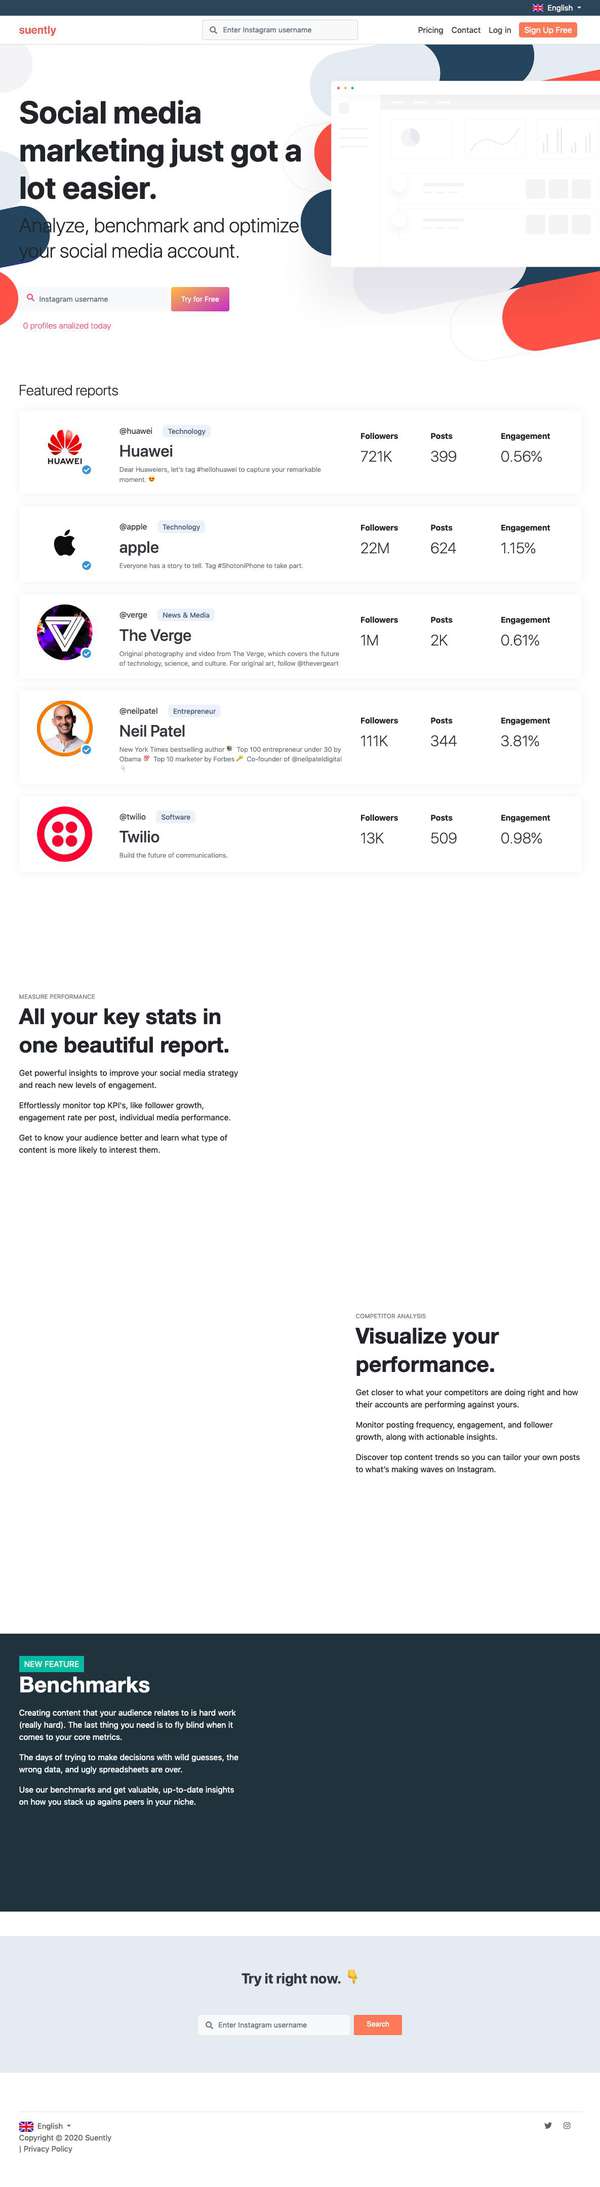 English
suently
Enter Instagram username
Pricing Contact Log in Sign Up Free
Social media
marketing just got a
lot easier.
Analyze, benchmark and optimize
your social media account.
Instagram username
Try for Free
0 profiles analized today
Featured reports
HUAWEI
@huawei Technology
Huawei
Dear Huaweiers, let's tag #hellohuawei to capture your remarkable
moment. 😍
Followers Posts Engagement
721K 399 0.56%
@apple Technology
apple
Everyone has a story to tell. Tag #ShotoniPhone to take part.
Followers Posts Engagement
22M 624 1.15%
@verge News & Media
The Verge
Original photography and video from The Verge, which covers the future
of technology, science, and culture. For original art, follow @thevergeart
Followers Posts Engagement
1M 2K 0.61%
@neilpatel Entrepreneur
Neil Patel
New York Times bestselling author 📚 Top 100 entrepreneur under 30 by
Obama 💯 Top 10 marketer by Forbes 🔑 Co-founder of @neilpateldigital
Followers Posts Engagement
111K 344 3.81%
@twilio Software
Twilio
Build the future of communications.
Followers Posts Engagement
13K 509 0.98%
MEASURE PERFORMANCE
All your key stats in
one beautiful report.
Get powerful insights to improve your social media strategy
and reach new levels of engagement.
Effortlessly monitor top KPI's, like follower growth,
engagement rate per post, individual media performance.
Get to know your audience better and learn what type of
content is more likely to interest them.
COMPETITOR ANALYSIS
Visualize your
performance.
Get closer to what your competitors are doing right and how
their accounts are performing against yours.
Monitor posting frequency, engagement, and follower
growth, along with actionable insights.
Discover top content trends so you can tailor your own posts
to what's making waves on Instagram.
NEW FEATURE
Benchmarks
Creating content that your audience relates to is hard work
(really hard). The last thing you need is to fly blind when it
comes to your core metrics.
The days of trying to make decisions with wild guesses, the
wrong data, and ugly spreadsheets are over.
Use our benchmarks and get valuable, up-to-date insights
on how you stack up agains peers in your niche.
Try it right now. 👇
Enter Instagram username
Search
English
Copyright © 2020 Suently
| Privacy Policy